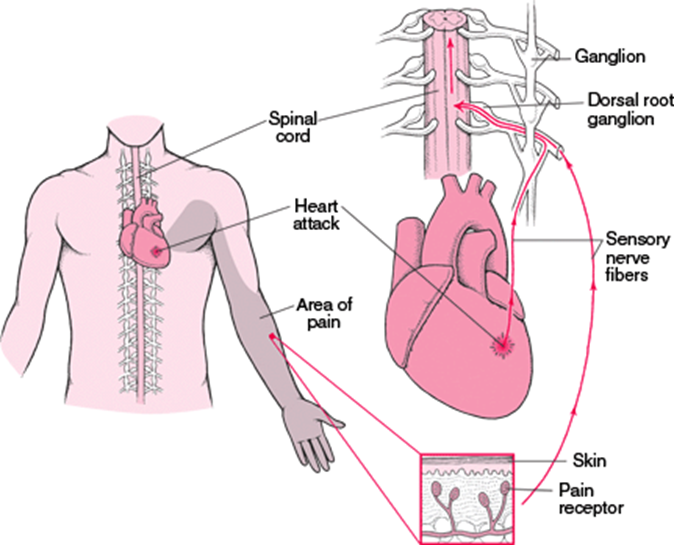 Ganglion
Dorsal root
ganglion
Spinal
cord
Heart
attack
Sensory
nerve
fibers
Area of
pain
Skin
Pain
receptor